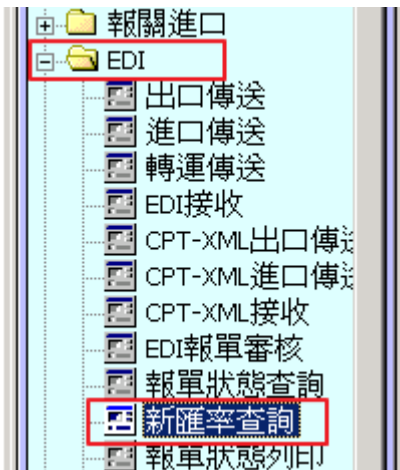 報關進口
EDI
出口傳送
進口傳送
轉運傳送
EDI接收
CPT-XML出口傳送
CPT-XML進口傳送
CPT-XML接收
EDI報單審核
報單狀態查詢
新匯率查詢
報單狀態列印